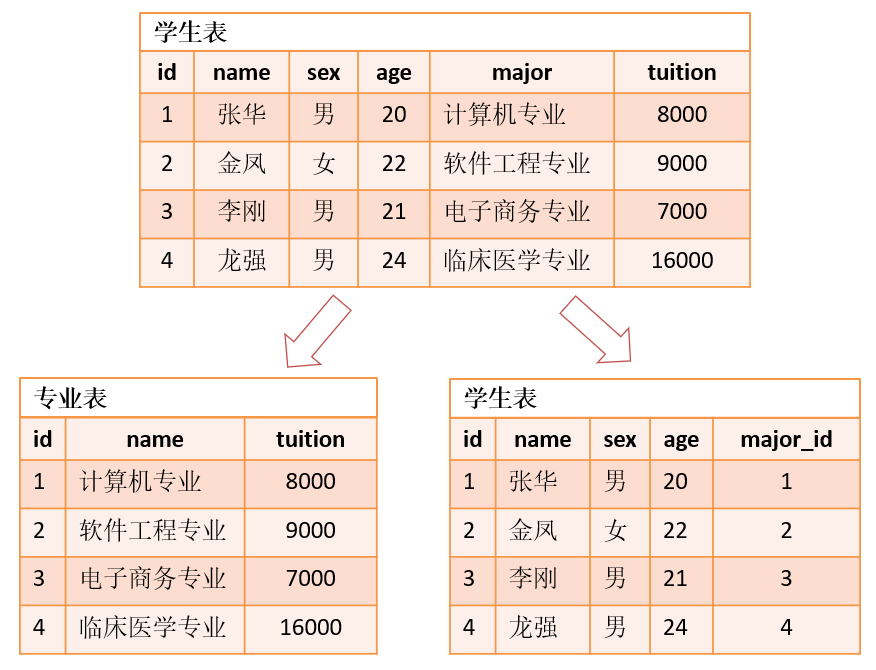 学生表
id name sex age major tuition
1 张华 男 20 计算机专业 8000
2 金凤 女 22 软件工程专业 9000
3 李刚 男 21 电子商务专业 7000
4 龙强 男 24 临床医学专业 16000
专业表
id name tuition
1 计算机专业 8000
2 软件工程专业 9000
3 电子商务专业 7000
4 临床医学专业 16000
学生表
id name sex age major_id
1 张华 男 20 1
2 金凤 女 22 2
3 李刚 男 21 3
4 龙强 男 24 4